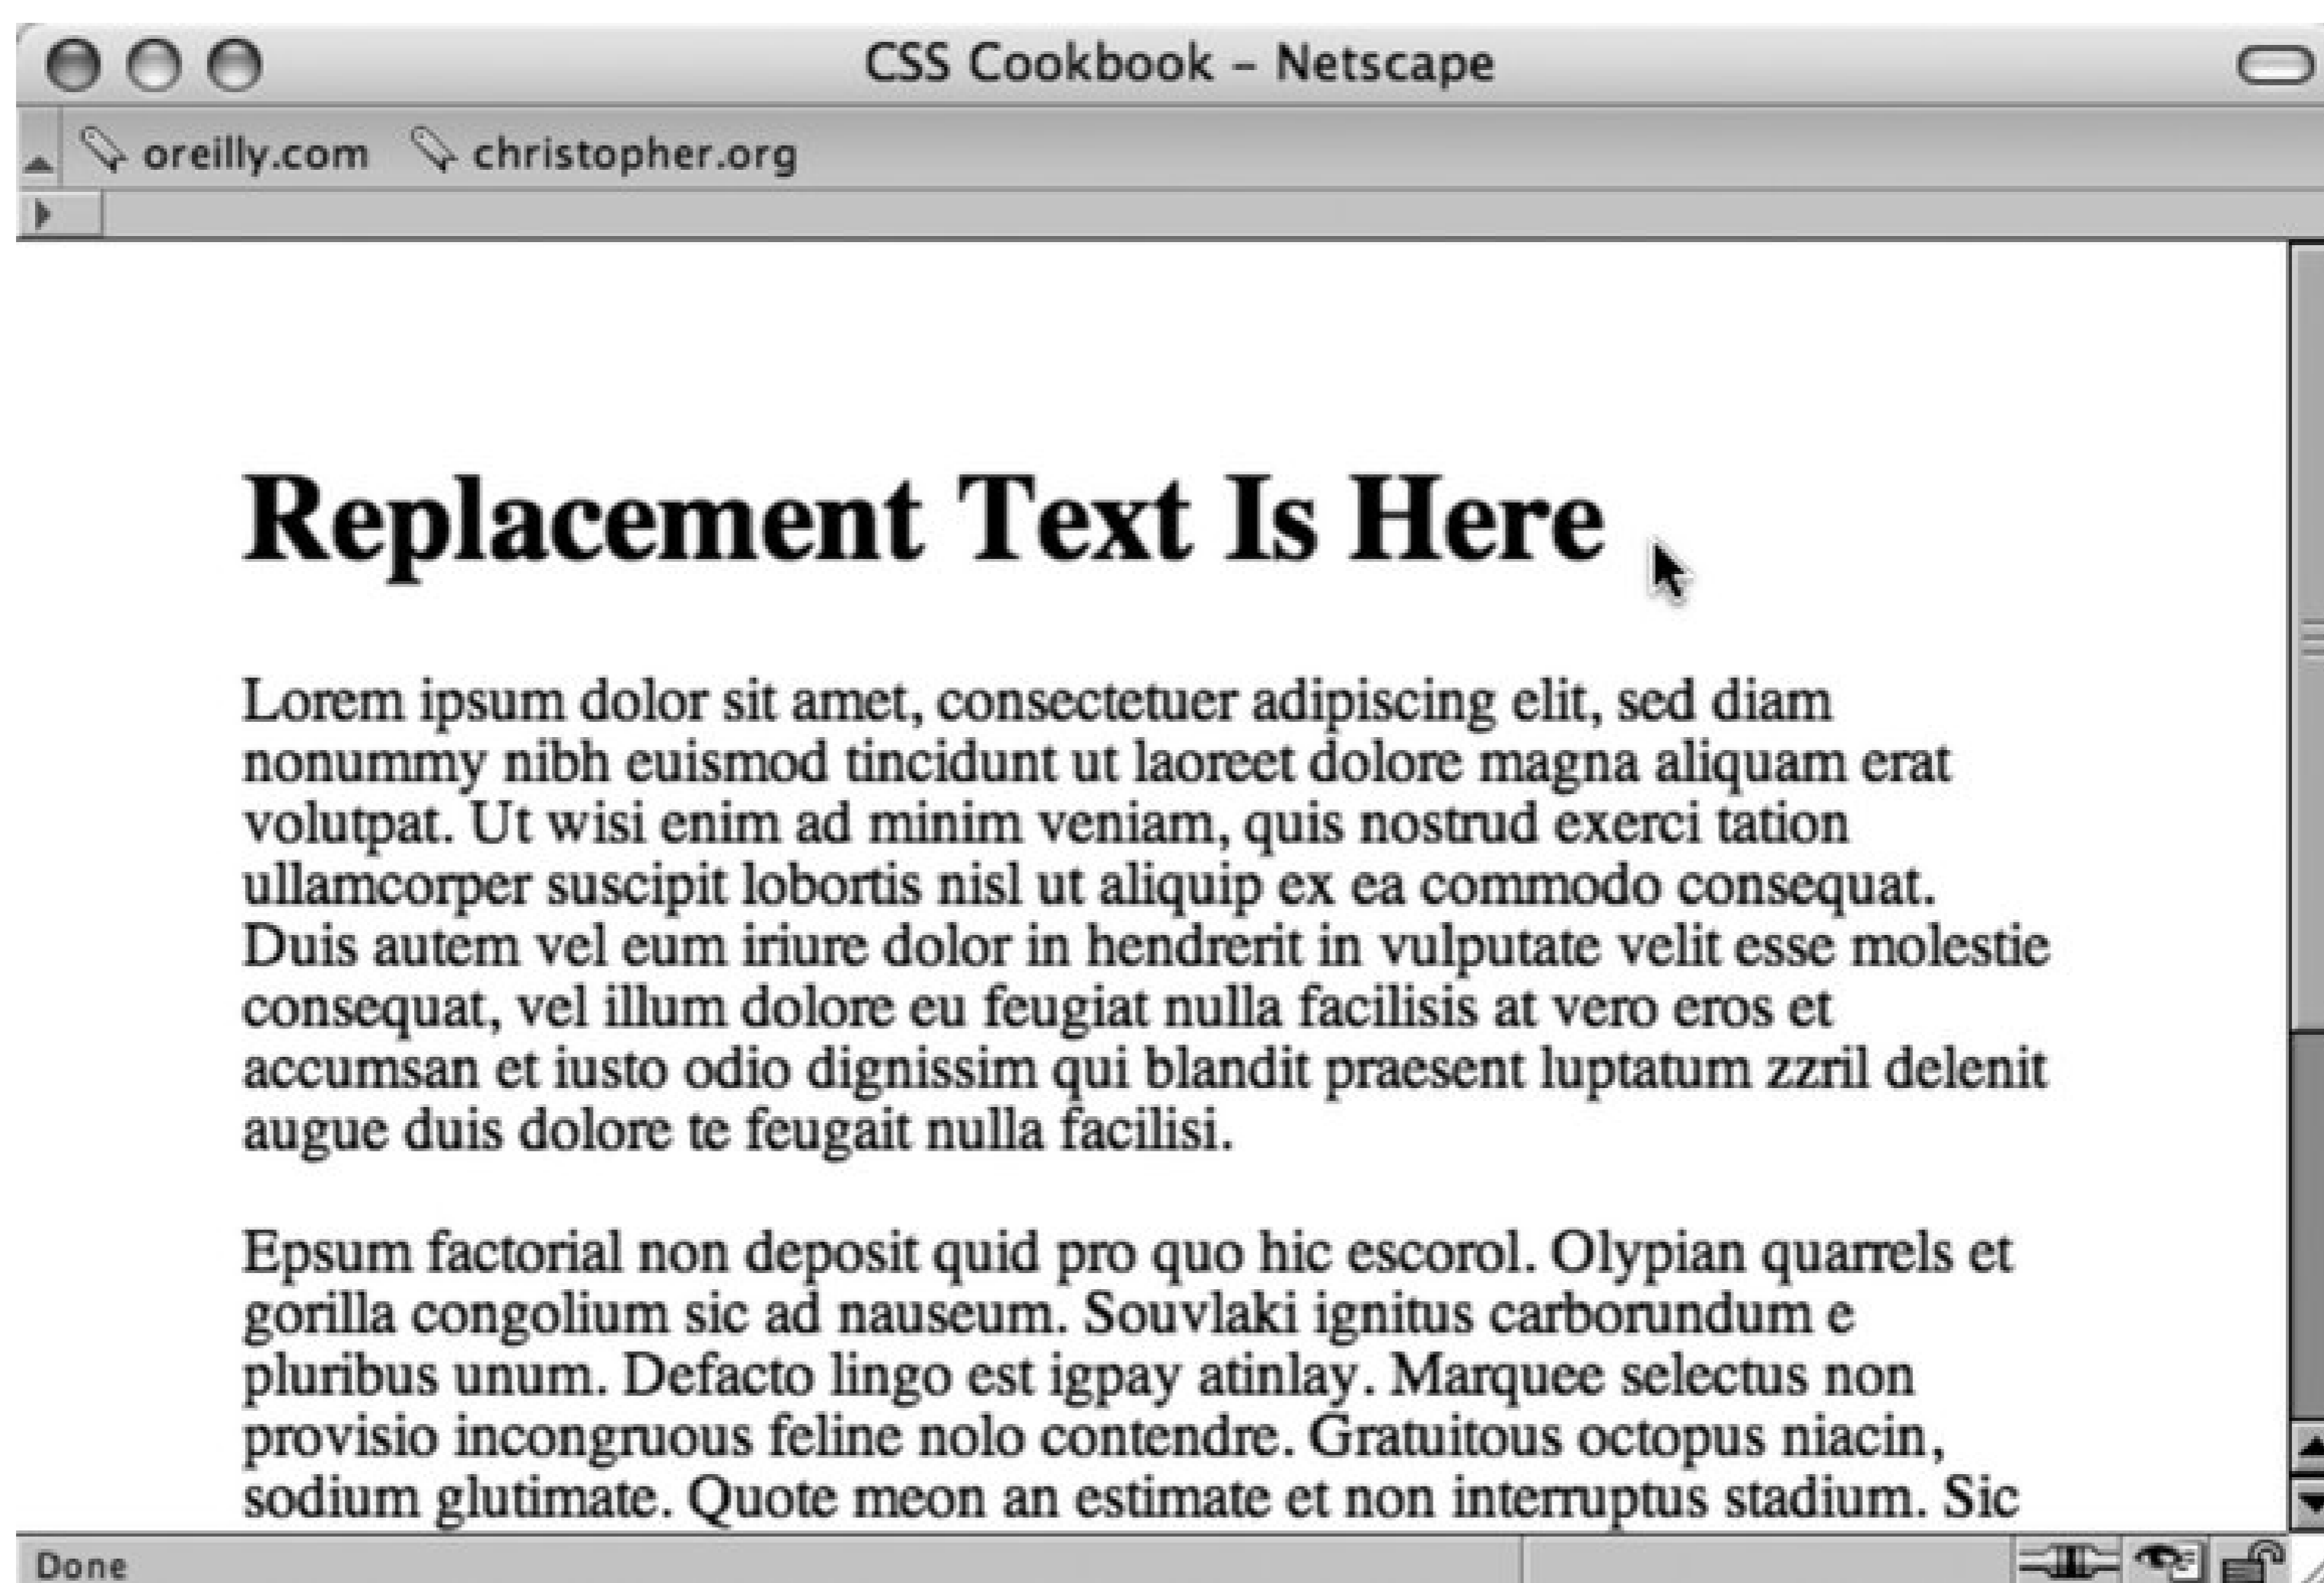 CSS Cookbook – Netscape
oreilly.com christopher.org
Replacement Text Is Here
Lorem ipsum dolor sit amet, consectetuer adipiscing elit, sed diam
nonummy nibh euismod tincidunt ut laoreet dolore magna aliquam erat
volutpat. Ut wisi enim ad minim veniam, quis nostrud exerci tation
ullamcorper suscipit lobortis nisl ut aliquip ex ea commodo consequat.
Duis autem vel eum iriure dolor in hendrerit in vulputate velit esse molestie
consequat, vel illum dolore eu feugiat nulla facilisis at vero eros et
accumsan et iusto odio dignissim qui blandit praesent luptatum zzril delenit
augue duis dolore te feugait nulla facilisi.
Epsum factorial non deposit quid pro quo hic escorol. Olypian quarrels et
gorilla congolium sic ad nauseum. Souvlaki ignitus carborundum e
pluribus unum. Defacto lingo est igpay atinlay. Marquee selectus non
provisio incongruous feline nolo contendre. Gratuitous octopus niacin,
sodium glutimate. Quote meon an estimate et non interruptus stadium. Sic
Done